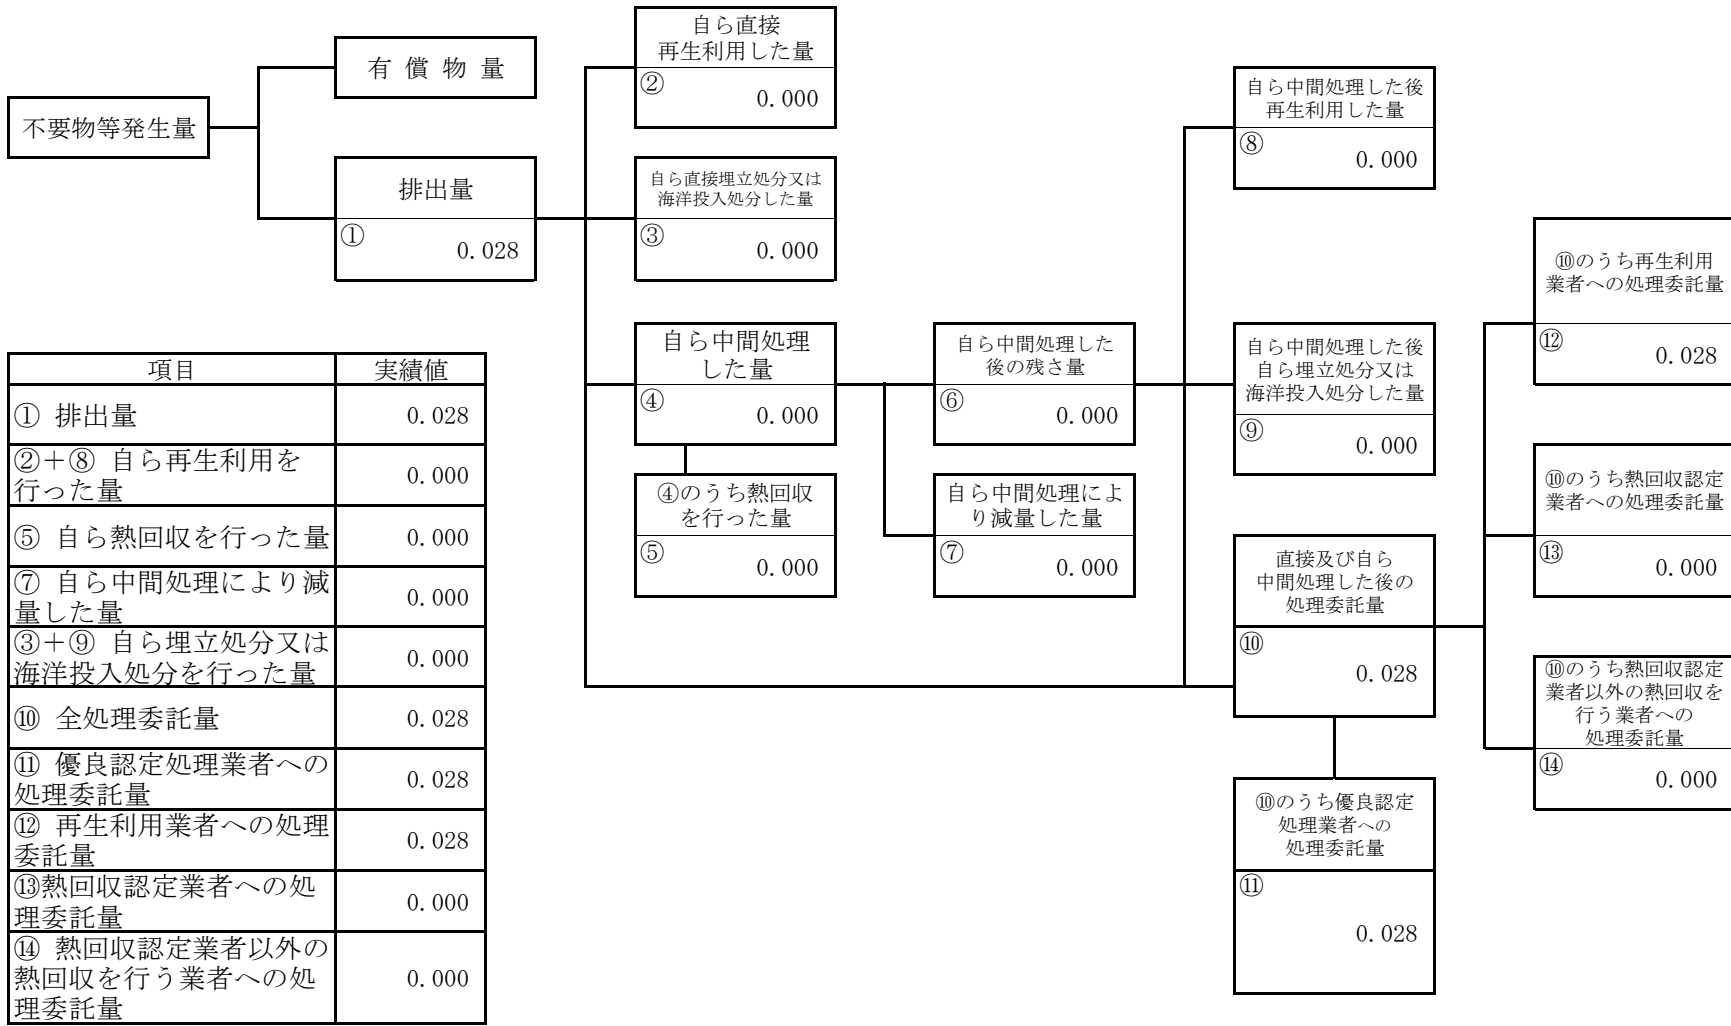 不要物等発生量
有 償 物 量
排出量
①
0.028
自ら直接
再生利用した量
②
0.000
自ら直接埋立処分又は
海洋投入処分した量
③
0.000
自ら中間処理
した量
④
0.000
④のうち熱回収
を行った量
⑤
0.000
自ら中間処理した
後の残さ量
⑥
0.000
自ら中間処理によ
り減量した量
⑦
0.000
自ら中間処理した後
再生利用した量
⑧
0.000
自ら中間処理した後
自ら埋立処分又は
海洋投入処分した量
⑨
0.000
直接及び自ら
中間処理した後の
処理委託量
⑩
0.028
⑩のうち優良認定
処理業者への
処理委託量
⑪
0.028
⑩のうち再生利用
業者への処理委託量
⑫
0.028
⑩のうち熱回収認定
業者への処理委託量
⑬
0.000
⑩のうち熱回収認定
業者以外の熱回収を
行う業者への
処理委託量
⑭
0.000
項目 実績値
① 排出量 0.028
②＋⑧ 自ら再生利用を
行った量 0.000
⑤ 自ら熱回収を行った量 0.000
⑦ 自ら中間処理により減
量した量 0.000
③＋⑨ 自ら埋立処分又は
海洋投入処分を行った量 0.000
⑩ 全処理委託量 0.028
⑪ 優良認定処理業者への
処理委託量 0.028
⑫ 再生利用業者への処理
委託量 0.028
⑬熱回収認定業者への処
理委託量 0.000
⑭ 熱回収認定業者以外の
熱回収を行う業者への処
理委託量 0.000